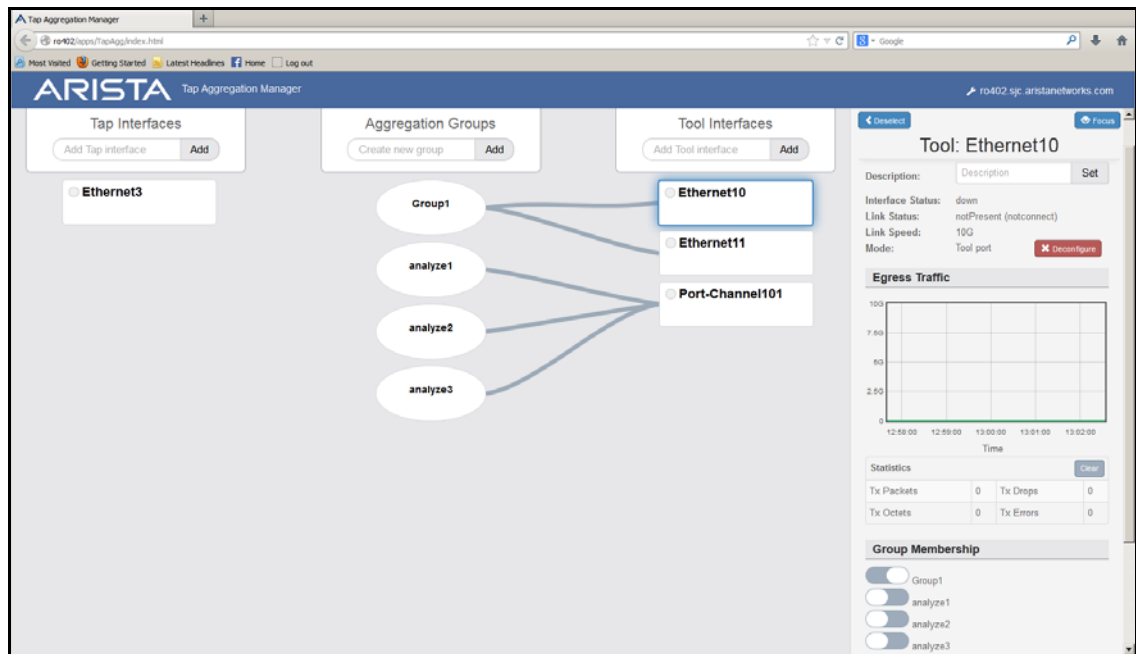 Tap Aggregation Manager
+
ro402/apps/TapAgg/index.html
Google
Most Visited Getting Started Latest Headlines Home Log out
ARISTA Tap Aggregation Manager
ro402.sjc.aristanetworks.com
Tap Interfaces
Add Tap interface Add
Ethernet3
Aggregation Groups
Create new group Add
Group1
analyze1
analyze2
analyze3
Tool Interfaces
Add Tool interface Add
Ethernet10
Ethernet11
Port-Channel101
Deselect Focus
Tool: Ethernet10
Description: Description Set
Interface Status: down
Link Status: notPresent (notconnect)
Link Speed: 10G
Mode: Tool port Deconfigure
Egress Traffic
10G
7.5G
5G
2.5G
0
12:58:00 12:59:00 13:00:00 13:01:00 13:02:00
Time
Statistics Clear
Tx Packets 0 Tx Drops 0
Tx Octets 0 Tx Errors 0
Group Membership
Group1
analyze1
analyze2
analyze3